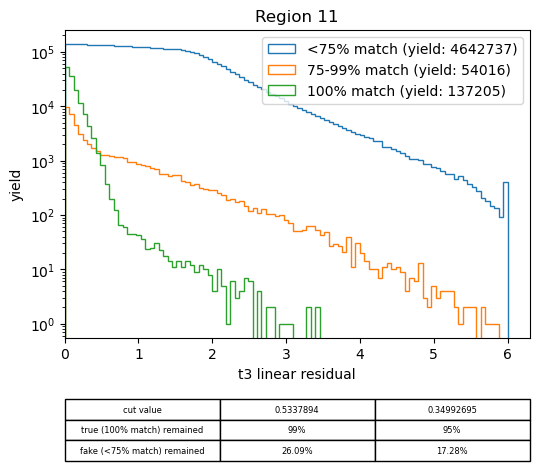 Region 11
<75% match (yield: 4642737)
75-99% match (yield: 54016)
100% match (yield: 137205)
yield
10^5
10^4
10^3
10^2
10^1
10^0
0 1 2 3 4 5 6
t3 linear residual
cut value 0.5337894 0.34992695
true (100% match) remained 99% 95%
fake (<75% match) remained 26.09% 17.28%